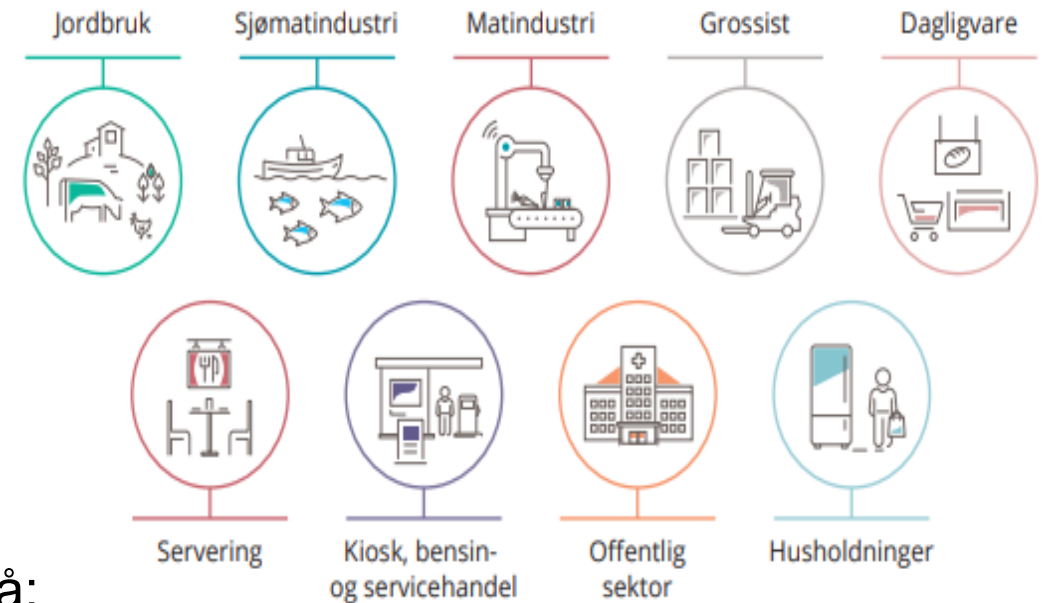 Jordbruk
Sjømatindustri
Matindustri
Grossist
Dagligvare
Servering
Kiosk, bensin-
og servicehandel
Offentlig
sektor
Husholdninger
å: